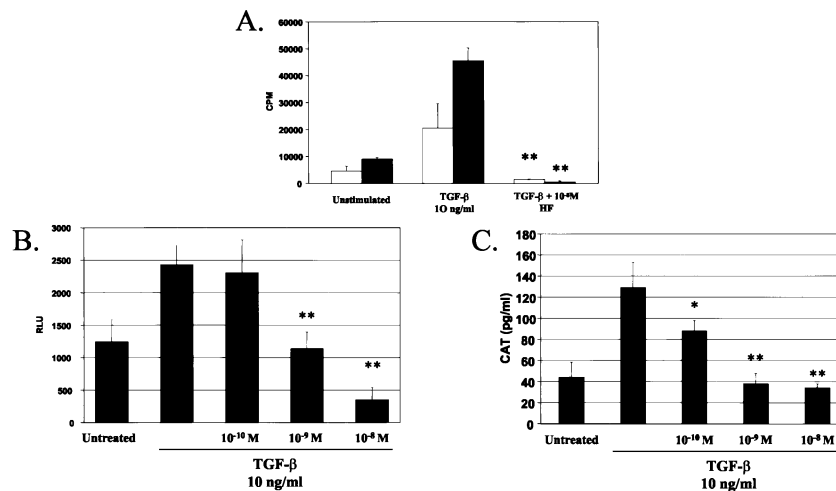 A.
60000
50000
40000
30000
20000
10000
0
CPM
** **
Unstimulated TGF-β TGF-β + 10⁻⁸M
10 ng/ml HF
B.
3000
2500
2000
1500
1000
500
0
RLU
**
**
Untreated 10⁻¹⁰ M 10⁻⁹ M 10⁻⁸ M
TGF-β
10 ng/ml
C.
180
160
140
120
100
80
60
40
20
0
CAT (pg/ml)
*
** **
Untreated 10⁻¹⁰ M 10⁻⁹ M 10⁻⁸ M
TGF-β
10 ng/ml